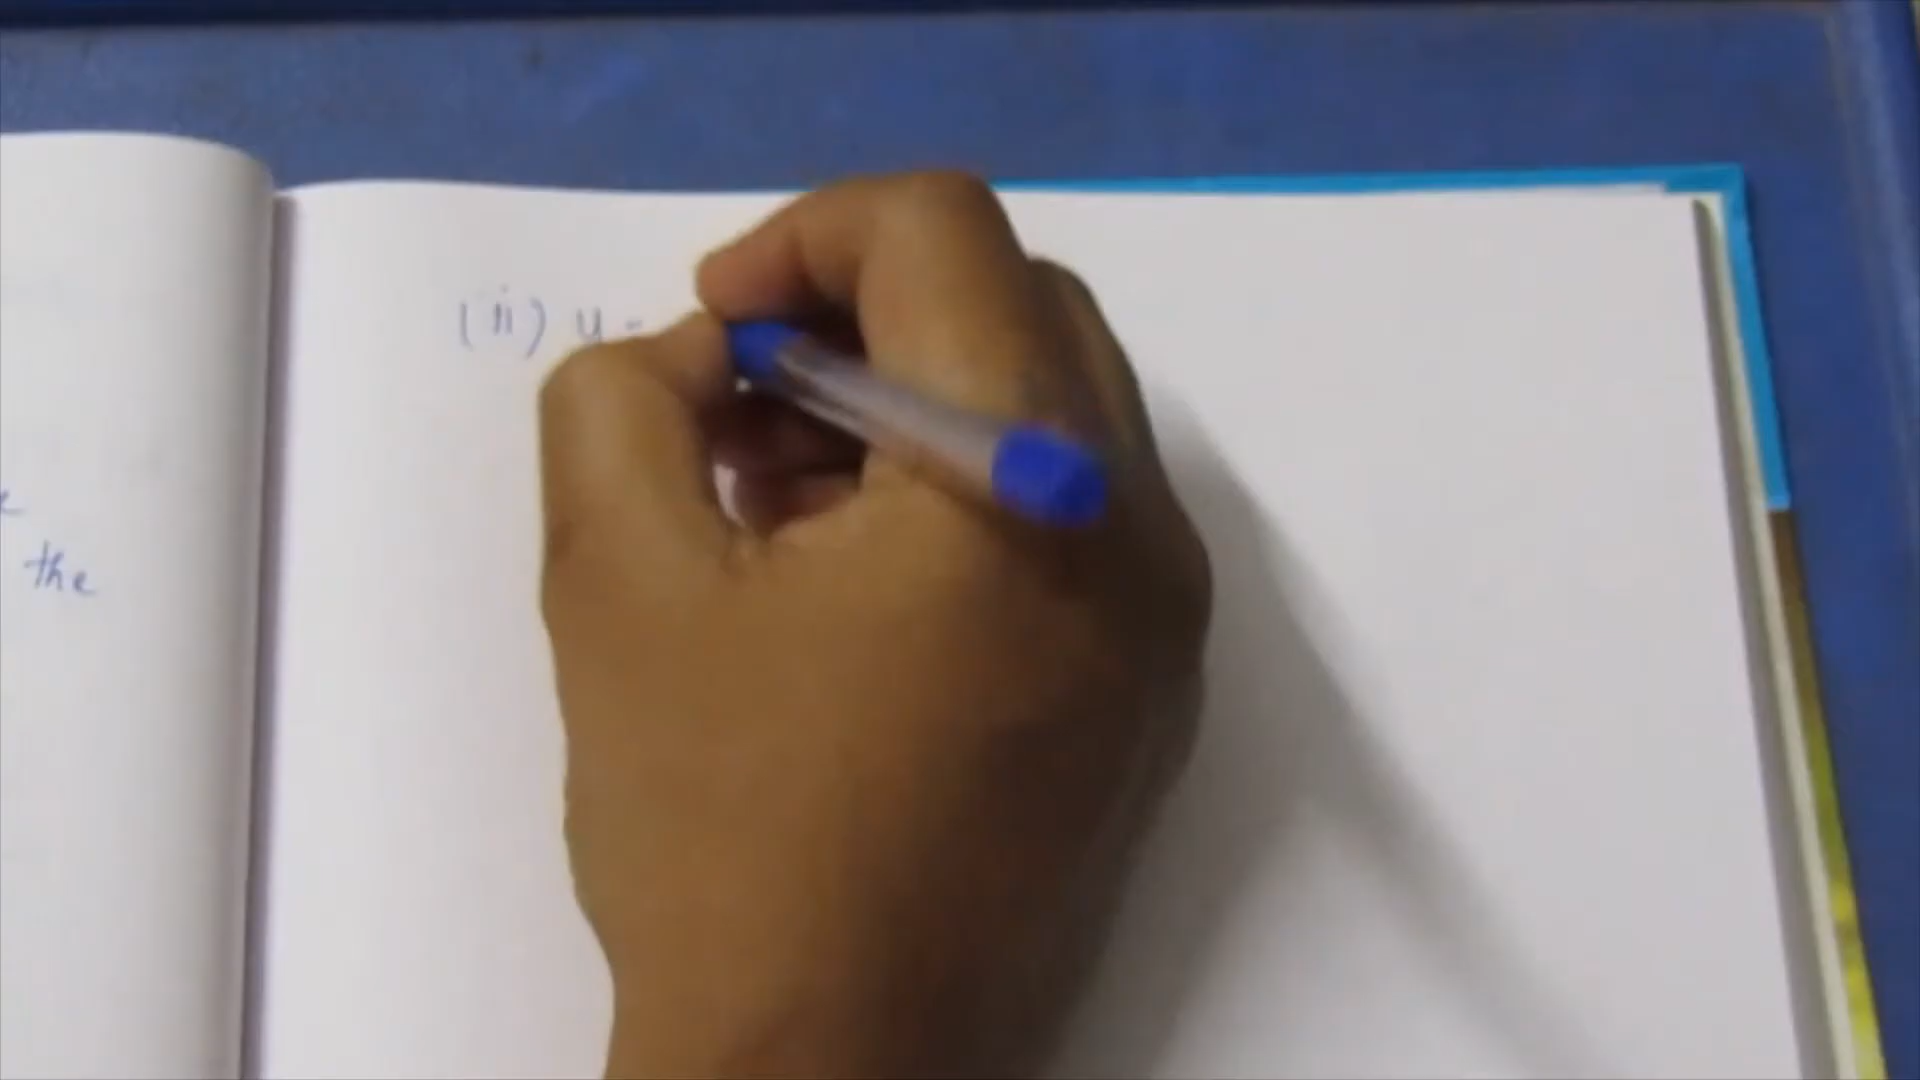 the
(ii) y =